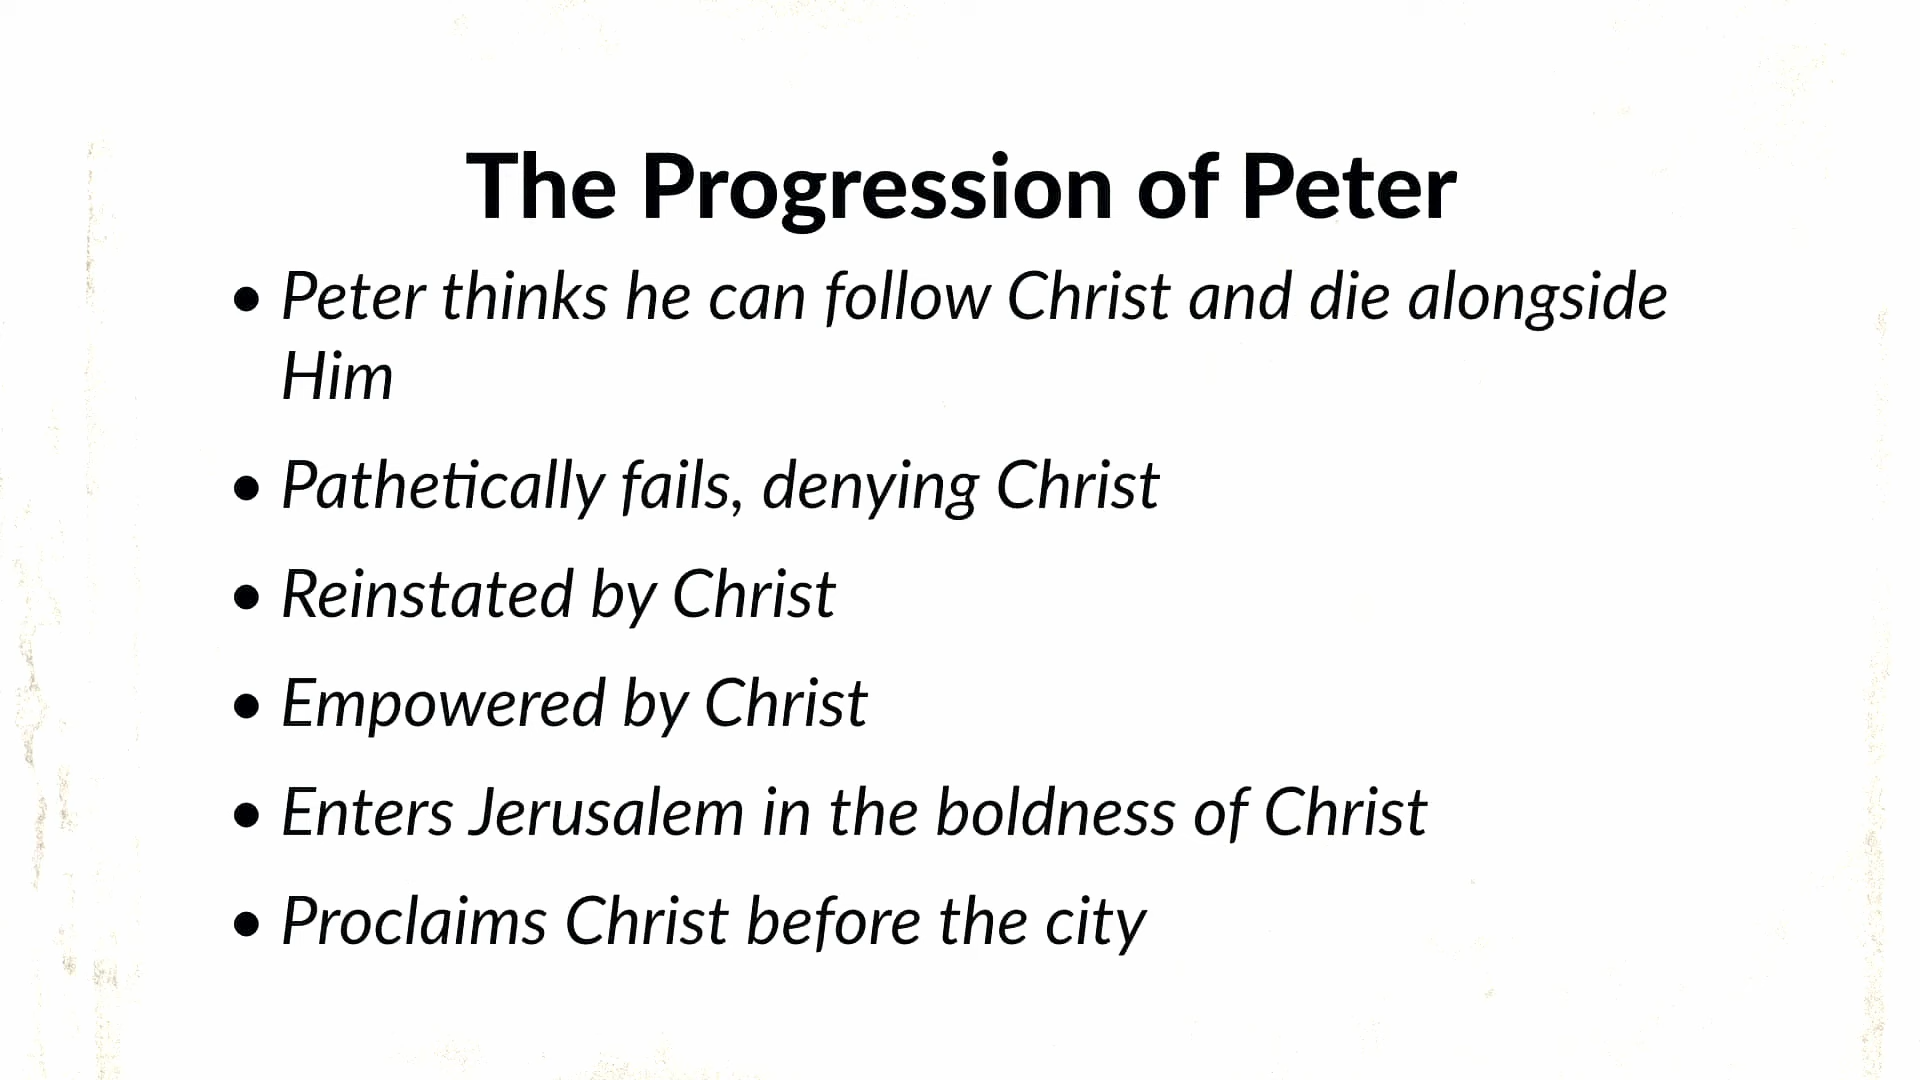 The Progression of Peter
• Peter thinks he can follow Christ and die alongside
Him
• Pathetically fails, denying Christ
• Reinstated by Christ
• Empowered by Christ
• Enters Jerusalem in the boldness of Christ
• Proclaims Christ before the city